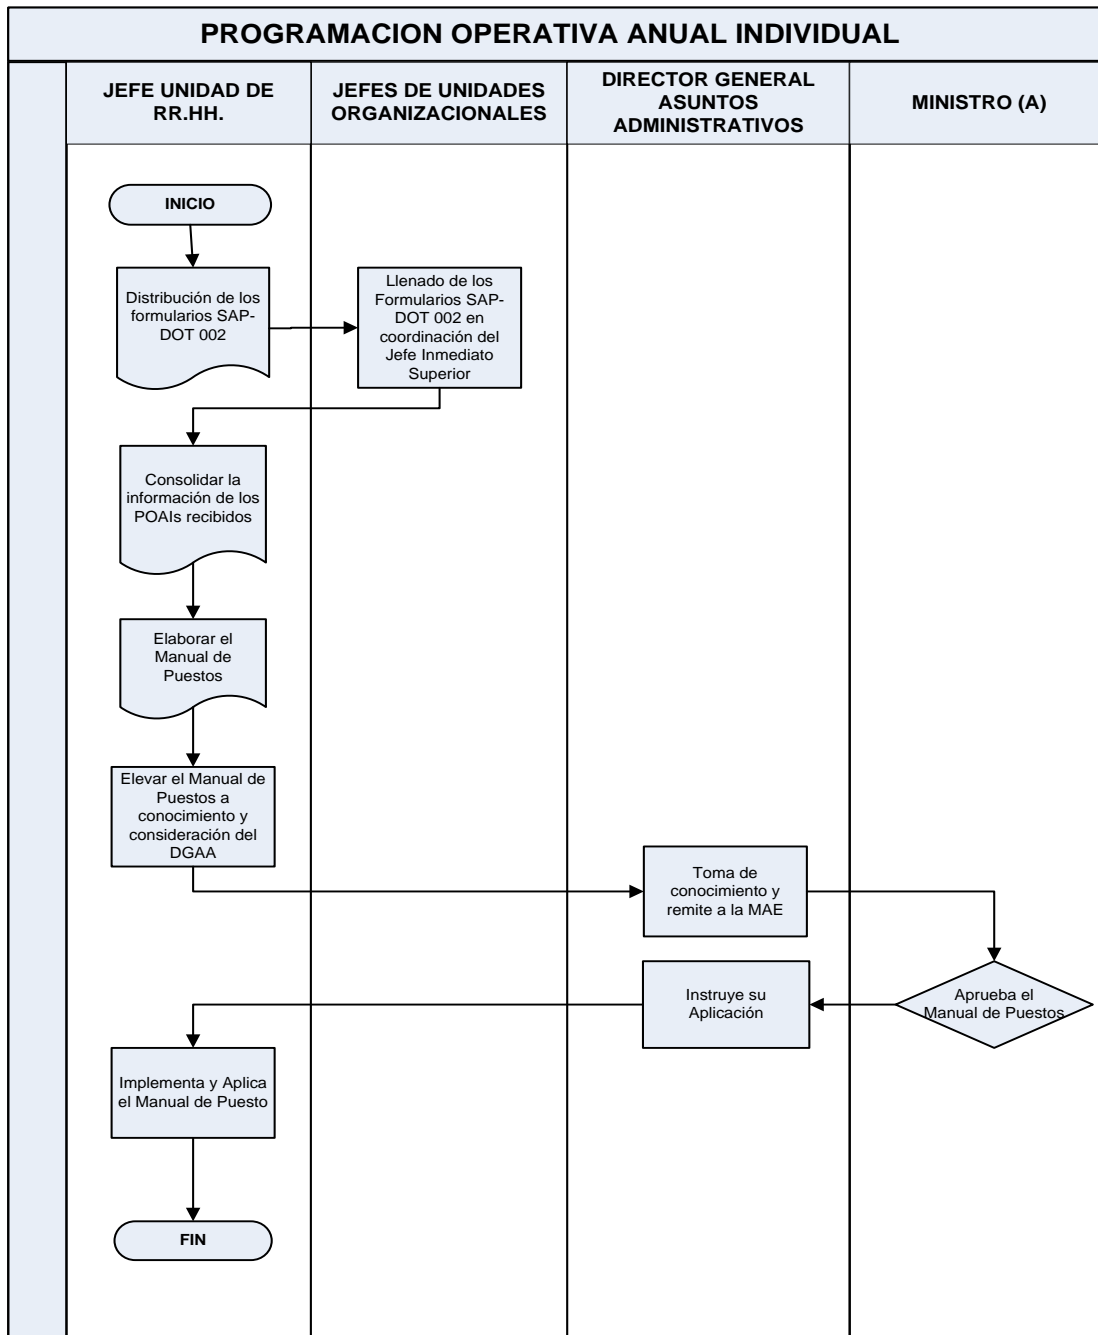 PROGRAMACION OPERATIVA ANUAL INDIVIDUAL
JEFE UNIDAD DE
RR.HH.
JEFES DE UNIDADES
ORGANIZACIONALES
DIRECTOR GENERAL
ASUNTOS
ADMINISTRATIVOS
MINISTRO (A)
INICIO
Distribución de los
formularios SAP-
DOT 002
Llenado de los
Formularios SAP-
DOT 002 en
coordinación del
Jefe Inmediato
Superior
Consolidar la
información de los
POAIs recibidos
Elaborar el
Manual de
Puestos
Elevar el Manual de
Puestos a
conocimiento y
consideración del
DGAA
Toma de
conocimiento y
remite a la MAE
Aprueba el
Manual de Puestos
Instruye su
Aplicación
Implementa y Aplica
el Manual de Puesto
FIN